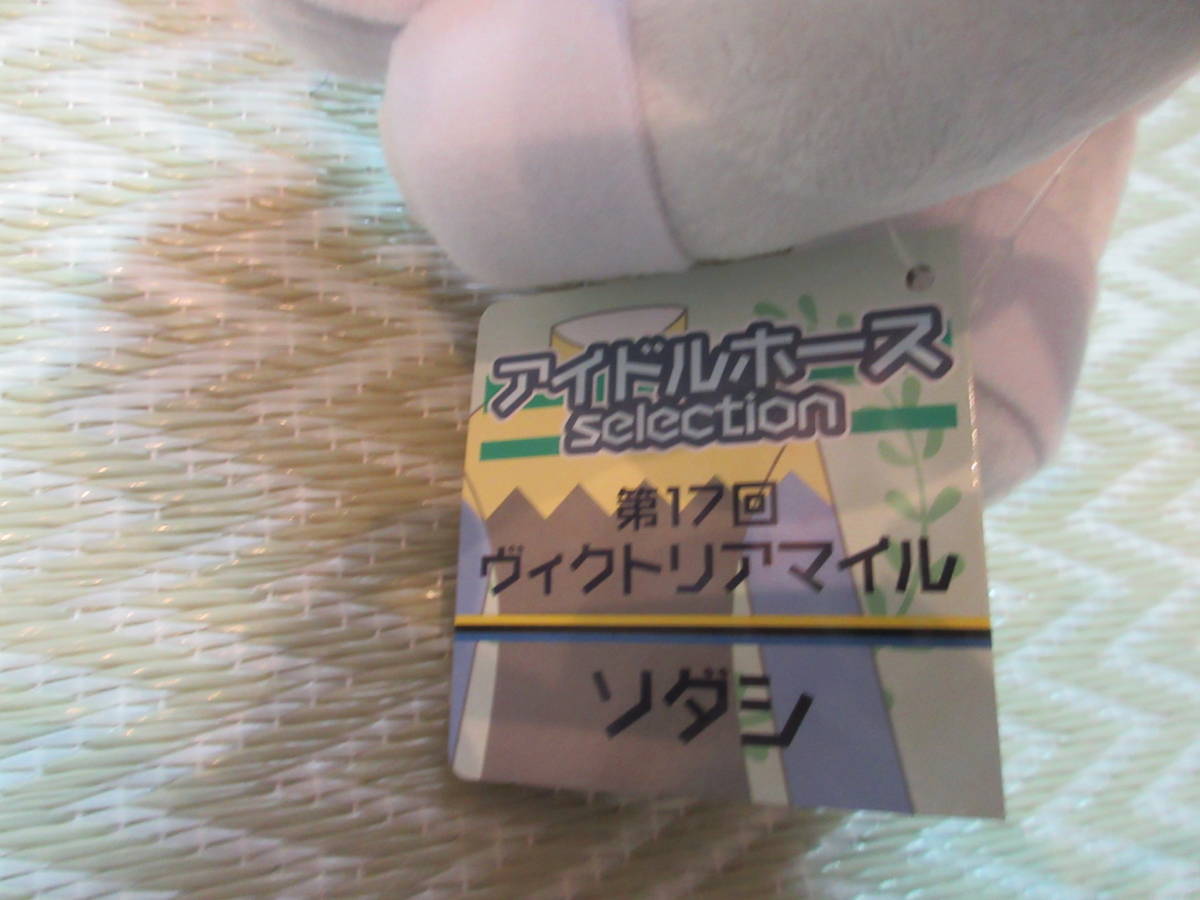 アイドルホース
selection
第17回
ヴィクトリアマイル
ソダシ